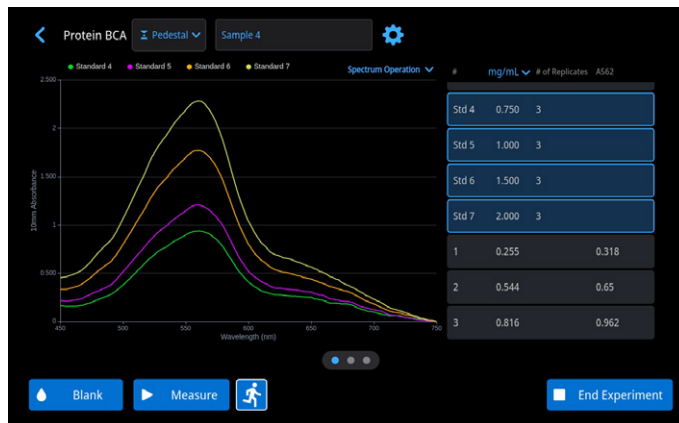 Protein BCA Pedestal Sample 4
Standard 4 Standard 5 Standard 6 Standard 7 Spectrum Operation
# mg/mL # of Replicates A562
2.500
2
1.500
1
0.500
0
10mm Absorbance
450 500 550 600 650 700 750
Wavelength (nm)
Std 4 0.750 3
Std 5 1.000 3
Std 6 1.500 3
Std 7 2.000 3
1 0.255 0.318
2 0.544 0.65
3 0.816 0.962
Blank Measure End Experiment